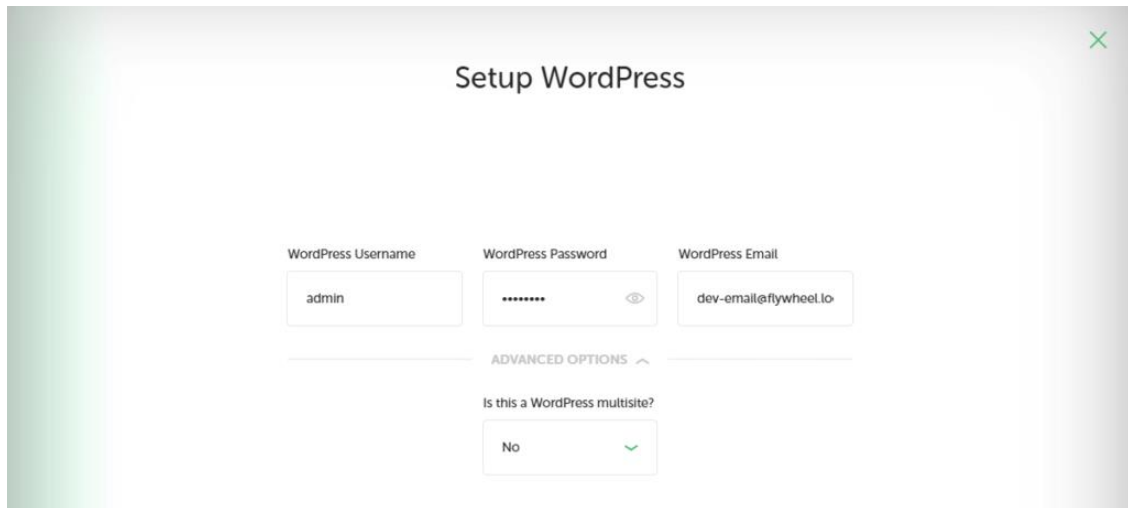 Setup WordPress
WordPress Username WordPress Password WordPress Email
admin •••••••• dev-email@flywheel.lo
ADVANCED OPTIONS
Is this a WordPress multisite?
No